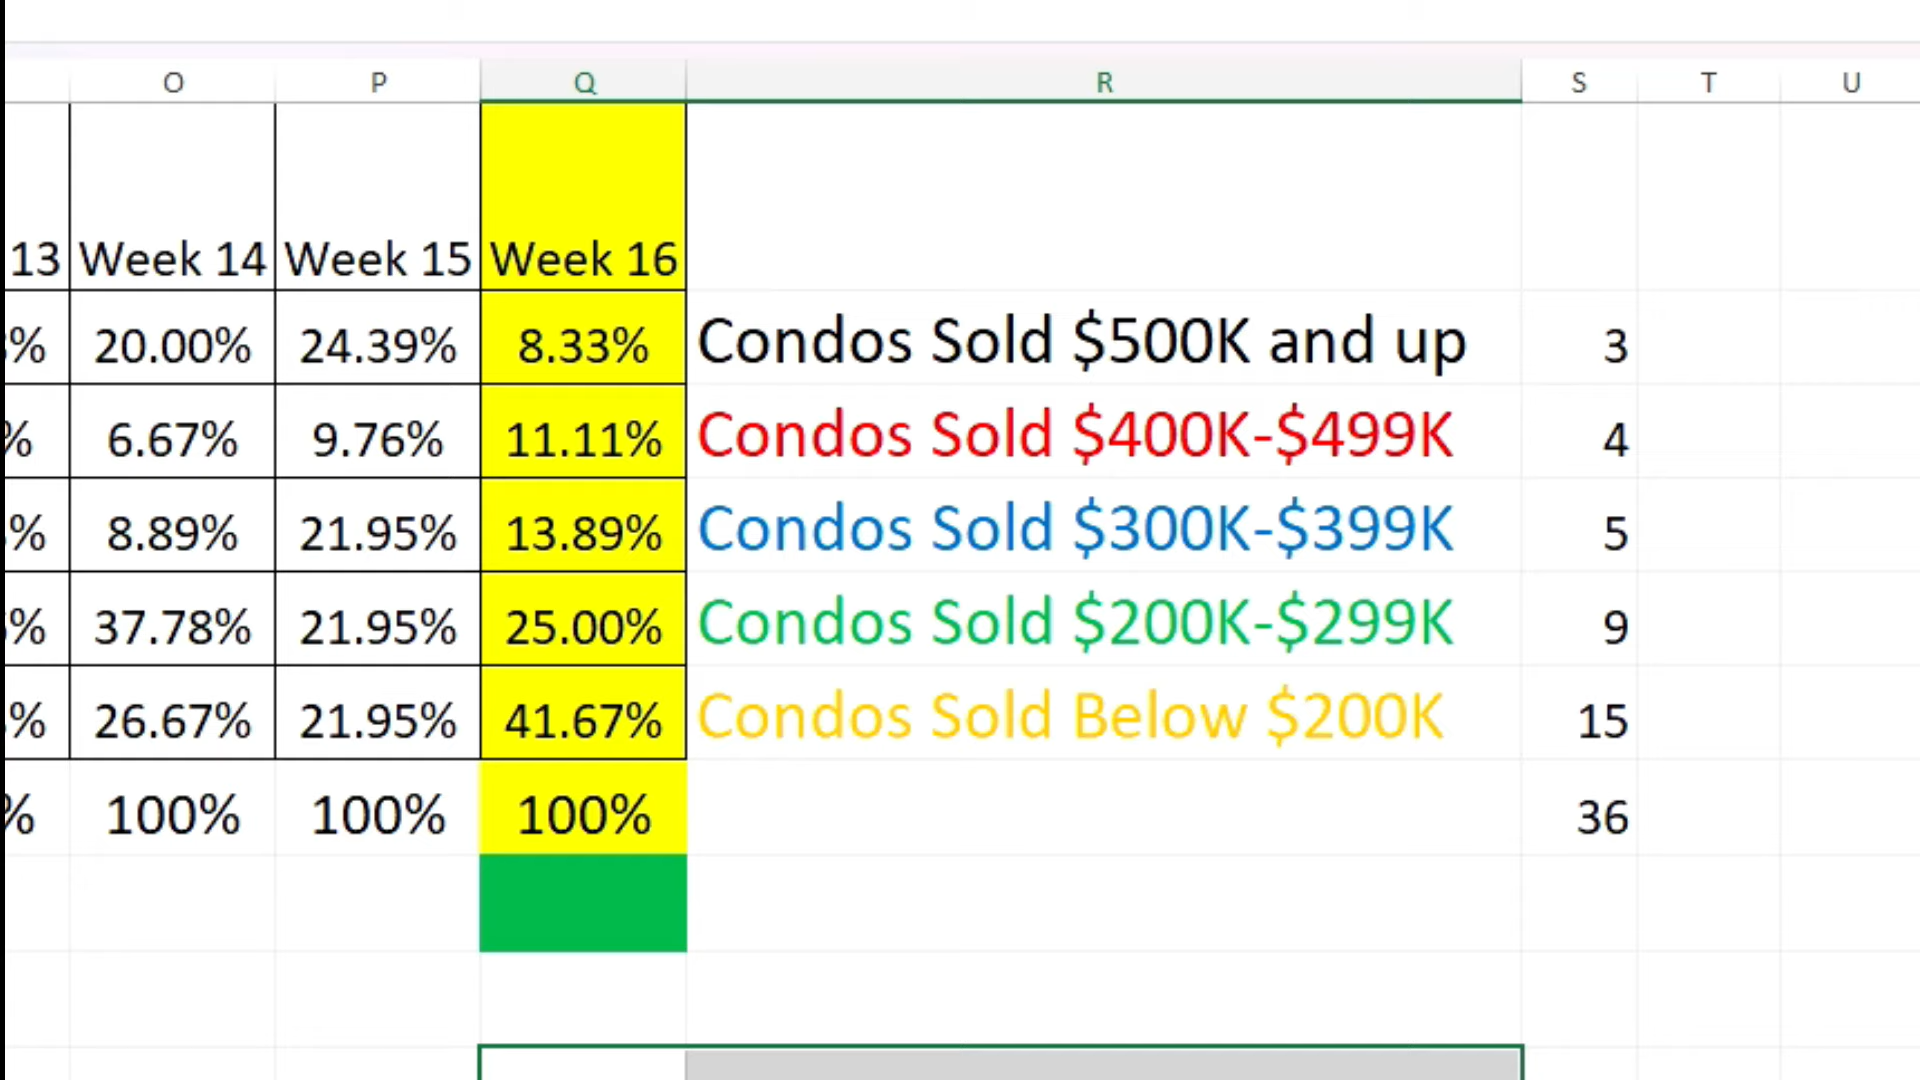 O P Q R S T U
13 Week 14 Week 15 Week 16
% 20.00% 24.39% 8.33% Condos Sold $500K and up 3
% 6.67% 9.76% 11.11% Condos Sold $400K-$499K 4
% 8.89% 21.95% 13.89% Condos Sold $300K-$399K 5
% 37.78% 21.95% 25.00% Condos Sold $200K-$299K 9
% 26.67% 21.95% 41.67% Condos Sold Below $200K 15
% 100% 100% 100% 36